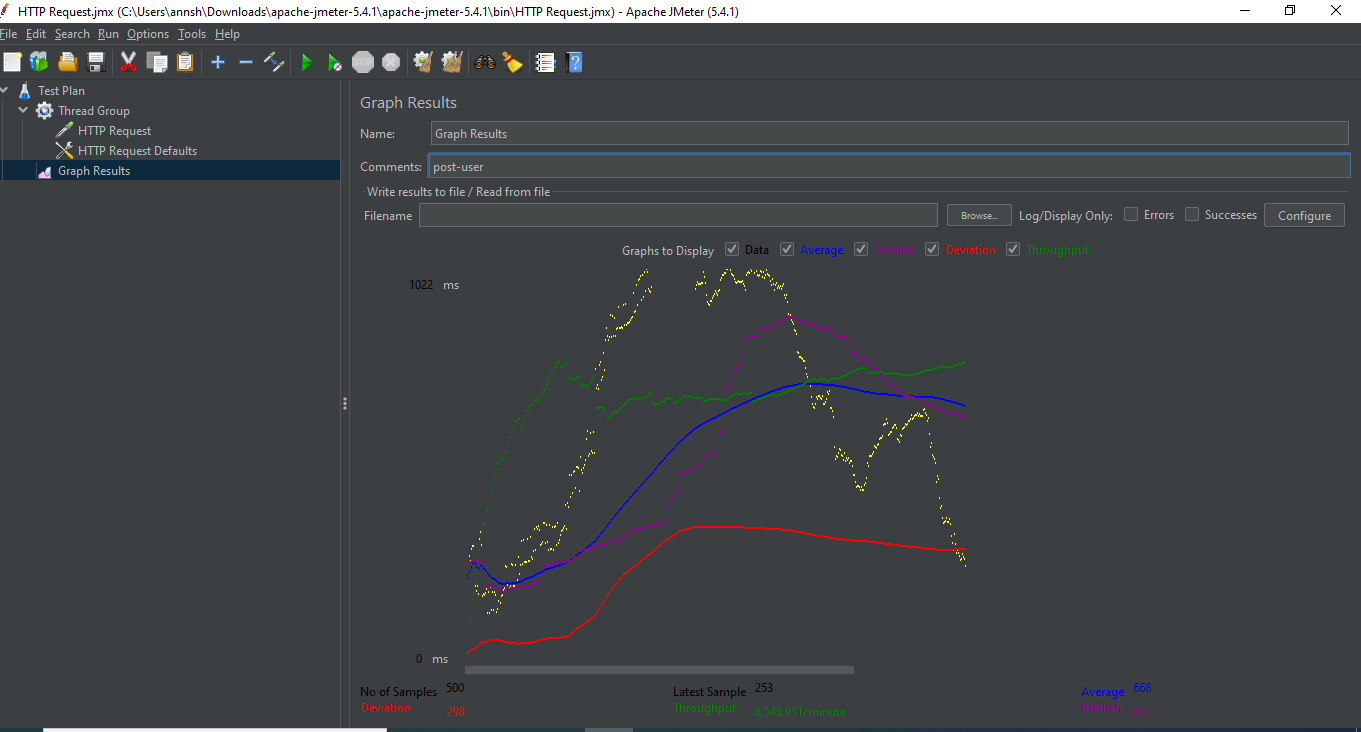 HTTP Request.jmx (C:\Users\annsh\Downloads\apache-jmeter-5.4.1\apache-jmeter-5.4.1\bin\HTTP Request.jmx) - Apache JMeter (5.4.1)
File Edit Search Run Options Tools Help
STOP
Test Plan
Thread Group
HTTP Request
HTTP Request Defaults
Graph Results
Graph Results
Name: Graph Results
Comments: post-user
Write results to file / Read from file
Filename Browse... Log/Display Only: Errors Successes Configure
Graphs to Display Data Average Median Deviation Throughput
1022 ms
0 ms
No of Samples 500 Latest Sample 253 Average 668
Deviation 298 Throughput 6,545.931/minute Median